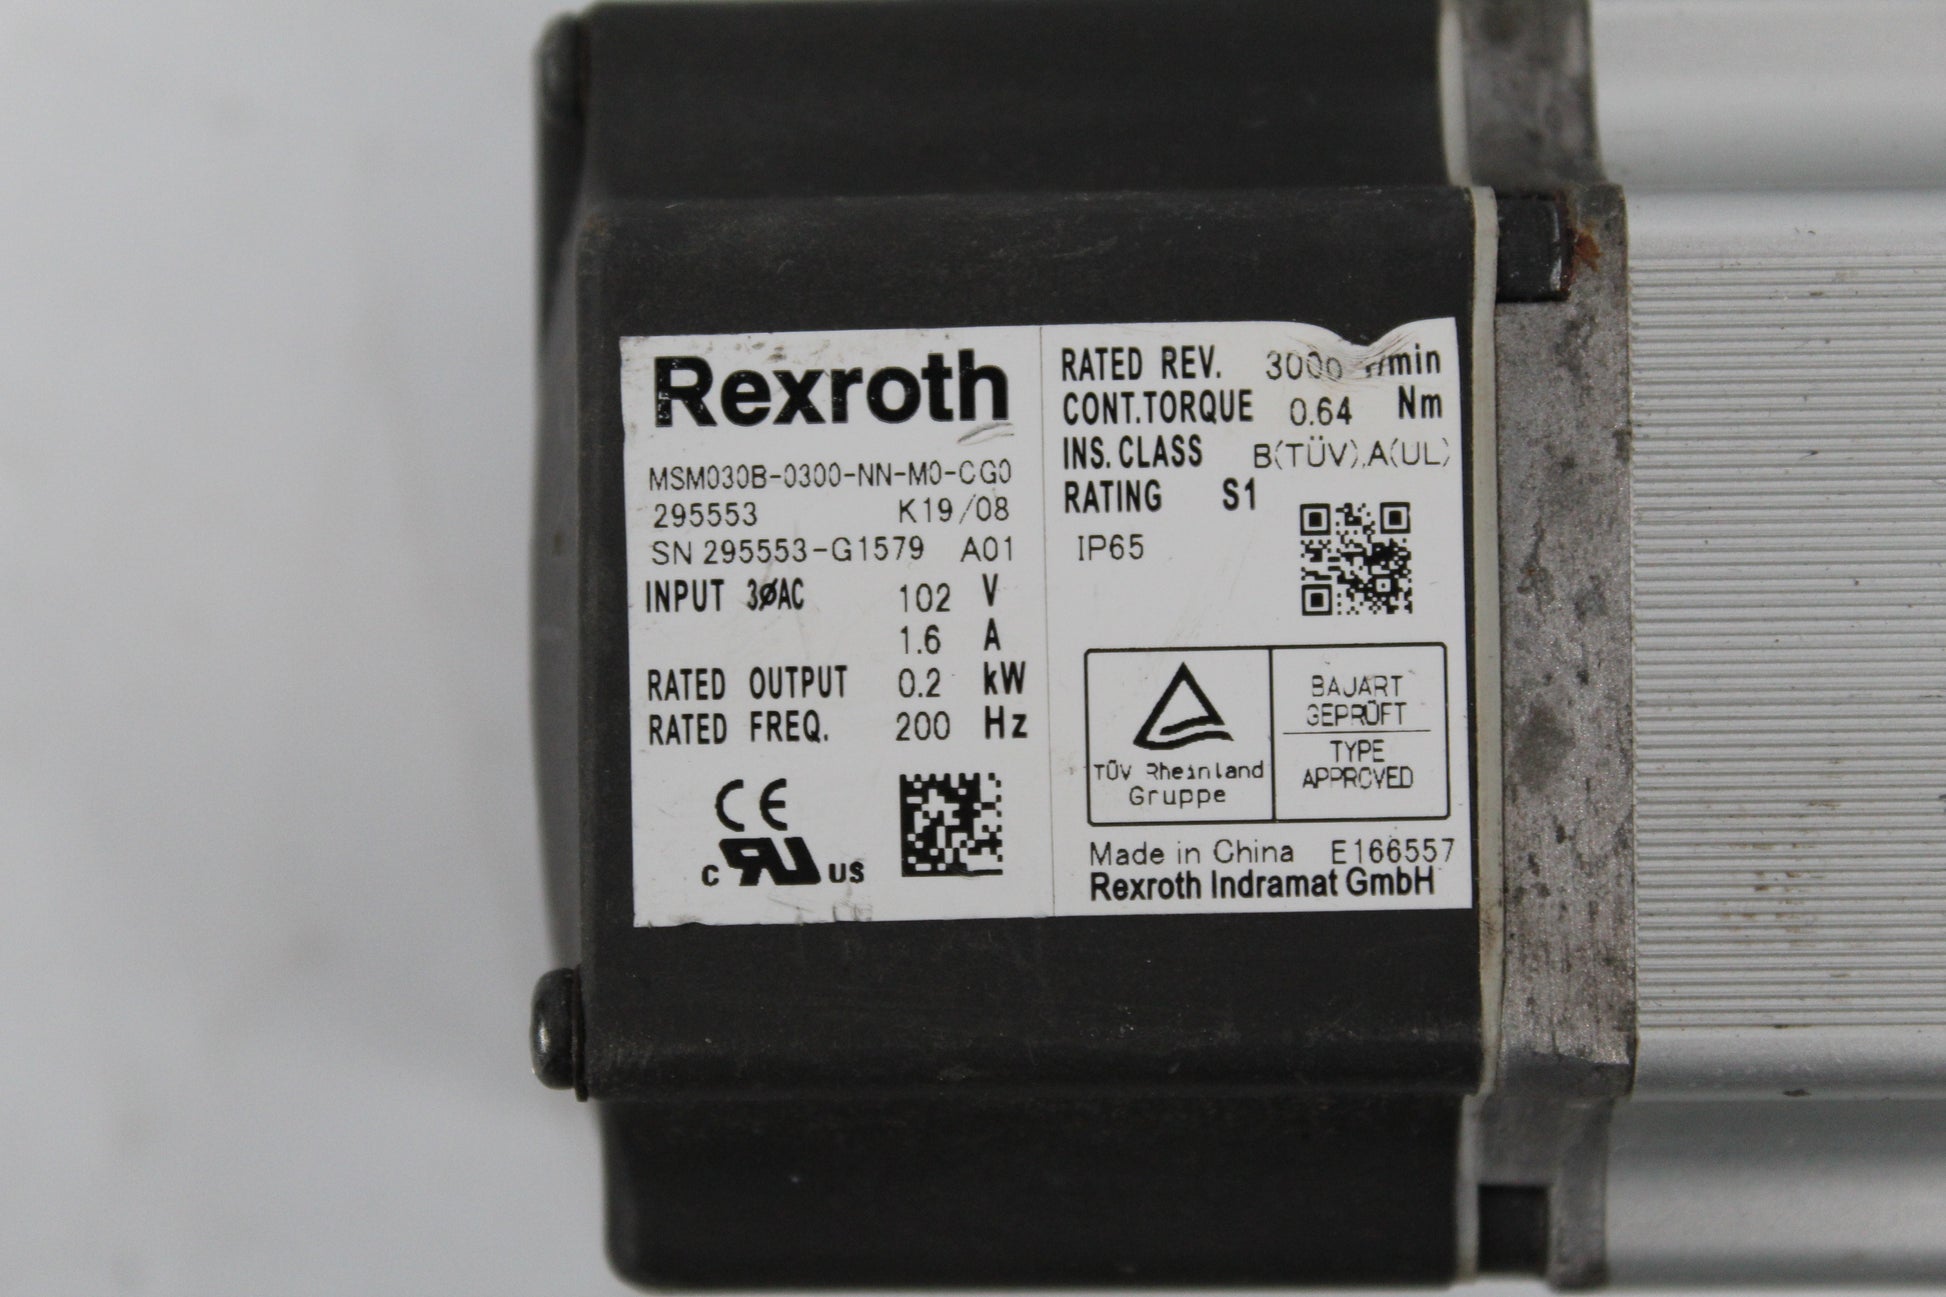 Rexroth
MSM030B-0300-NN-M0-CG0
295553 K19/08
SN 295553-G1579 A01
INPUT 3ØAC 102 V
1.6 A
RATED OUTPUT 0.2 kW
RATED FREQ. 200 Hz
CE
c RU US
RATED REV. 3000 r/min
CONT.TORQUE 0.64 Nm
INS.CLASS B(TÜV),A(UL)
RATING S1
IP65
TÜV Rheinland
Gruppe
BAUART
GEPRÜFT
TYPE
APPROVED
Made in China E166557
Rexroth Indramat GmbH